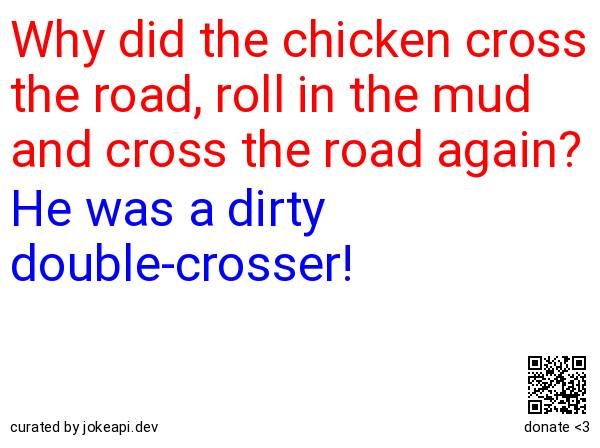 Why did the chicken cross
the road, roll in the mud
and cross the road again?
He was a dirty
double-crosser!
curated by jokeapi.dev
donate <3